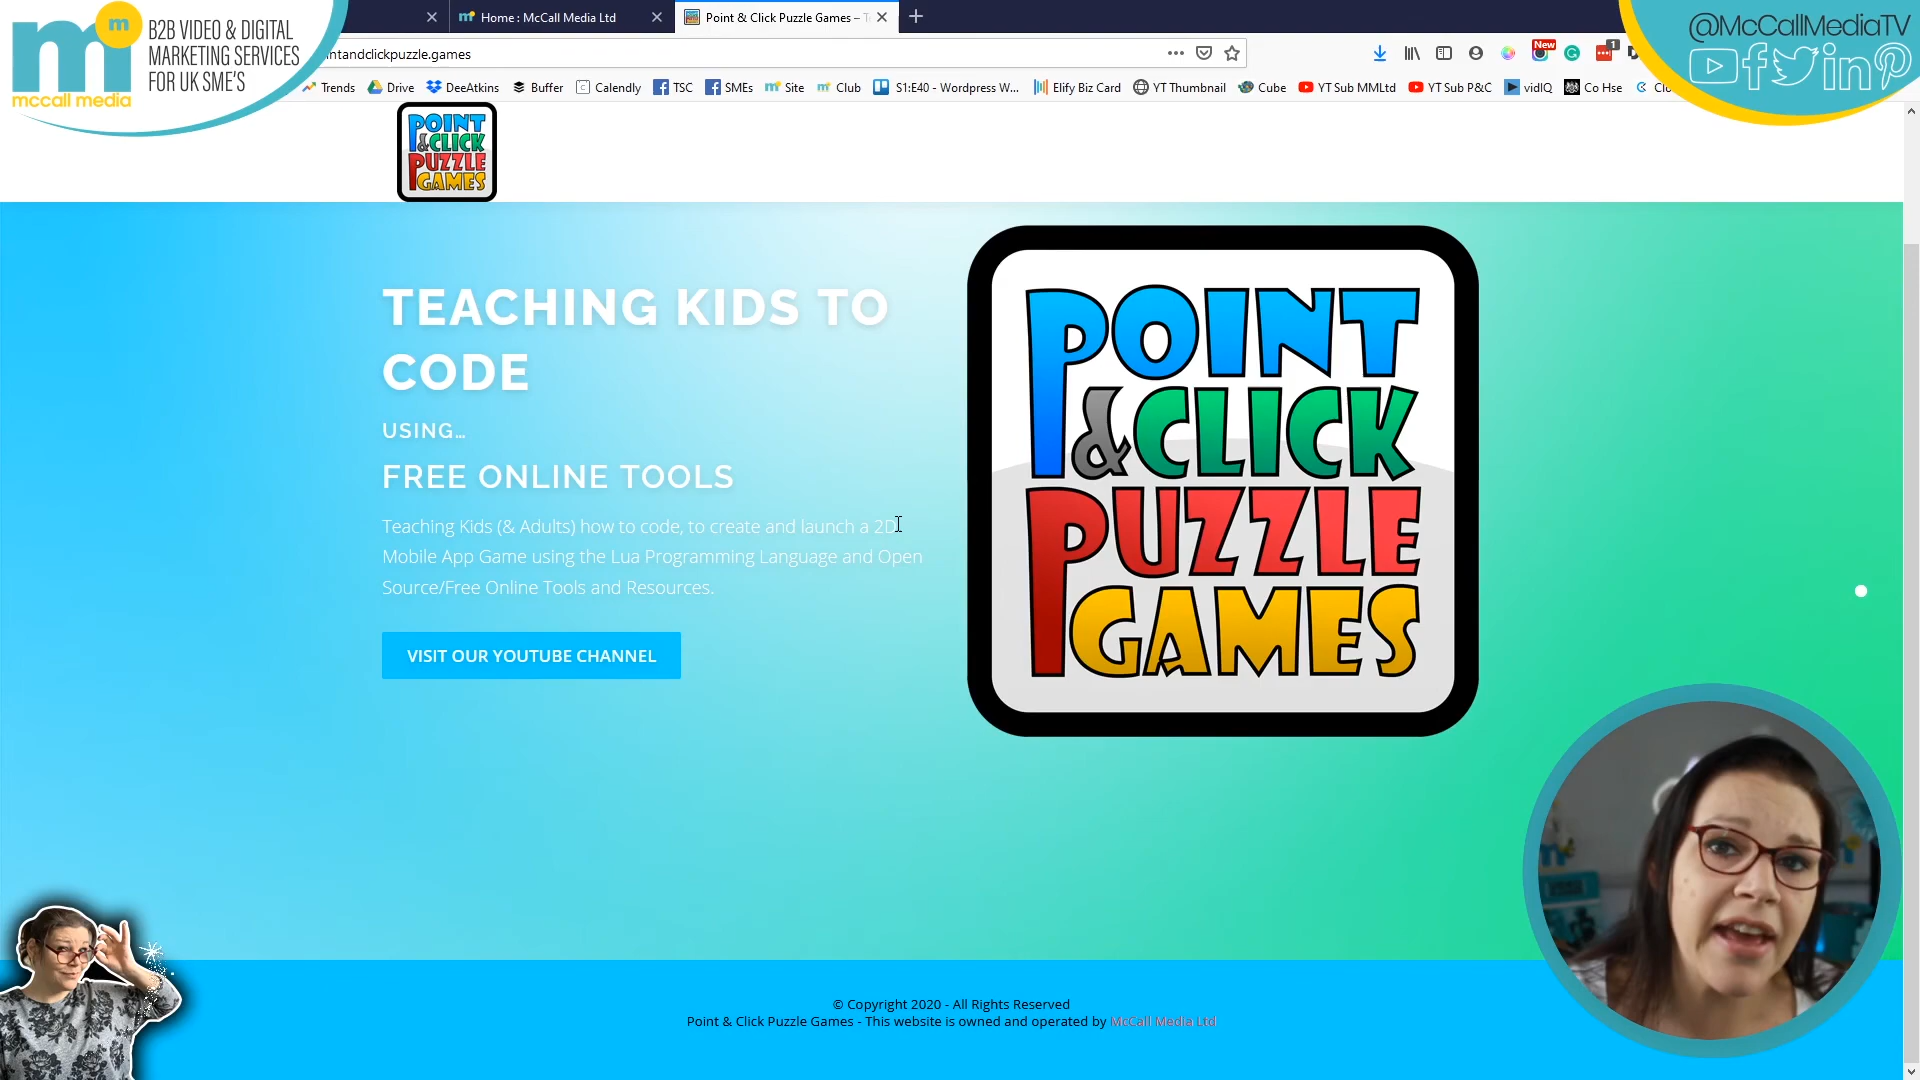 m
m
mccall media
B2B VIDEO & DIGITAL
MARKETING SERVICES
FOR UK SME'S
Home : McCall Media Ltd
Point & Click Puzzle Games –
@McCallMediaTV
ntandclickpuzzle.games
New
1
Trends
Drive
DeeAtkins
Buffer
Calendly
TSC
SMEs
Site
Club
S1:E40 - Wordpress W...
Elify Biz Card
YT Thumbnail
Cube
YT Sub MMLtd
YT Sub P&C
vidIQ
Co Hse
POINT
&CLICK
PUZZLE
GAMES
TEACHING KIDS TO
CODE
USING...
FREE ONLINE TOOLS
Teaching Kids (& Adults) how to code, to create and launch a 2D
Mobile App Game using the Lua Programming Language and Open
Source/Free Online Tools and Resources.
VISIT OUR YOUTUBE CHANNEL
POINT
&CLICK
PUZZLE
GAMES
© Copyright 2020 - All Rights Reserved
Point & Click Puzzle Games - This website is owned and operated by McCall Media Ltd